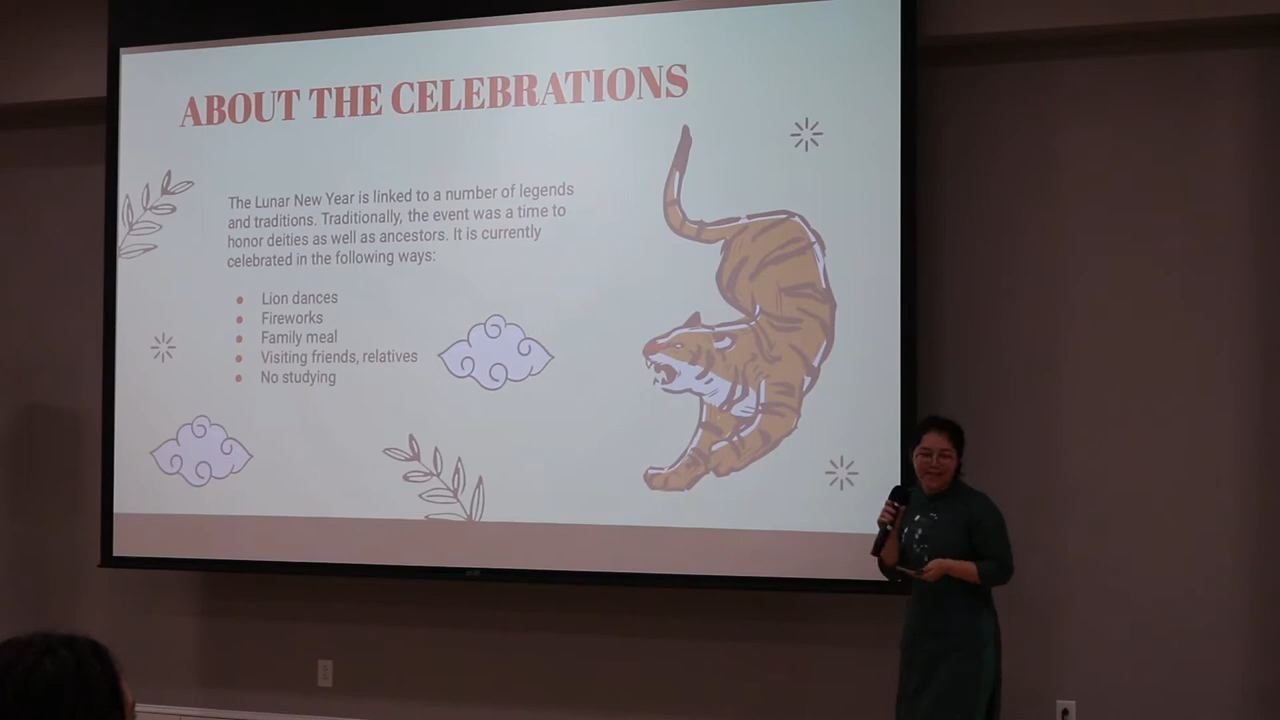 ABOUT THE CELEBRATIONS
The Lunar New Year is linked to a number of legends
and traditions. Traditionally, the event was a time to
honor deities as well as ancestors. It is currently
celebrated in the following ways:
Lion dances
Fireworks
Family meal
Visiting friends, relatives
No studying